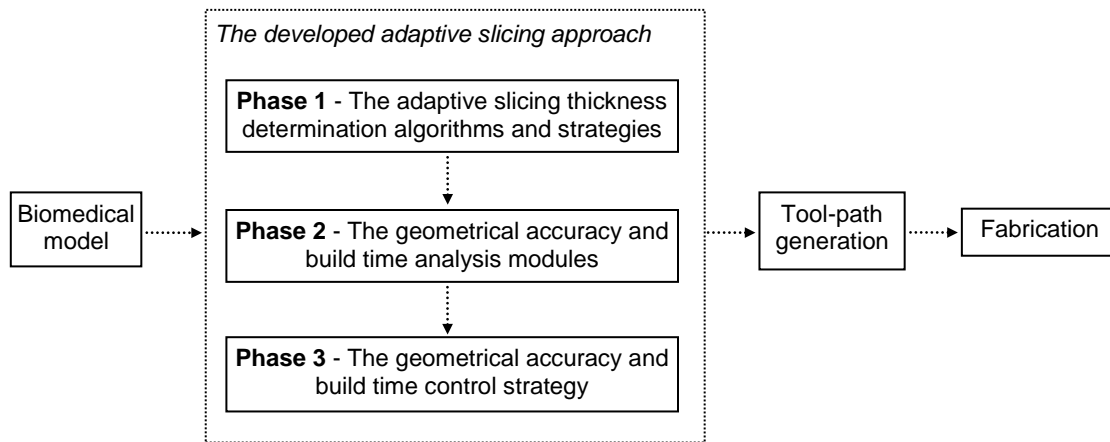 The developed adaptive slicing approach
Phase 1 - The adaptive slicing thickness
determination algorithms and strategies
Biomedical
model
Phase 2 - The geometrical accuracy and
build time analysis modules
Phase 3 - The geometrical accuracy and
build time control strategy
Tool-path
generation
Fabrication